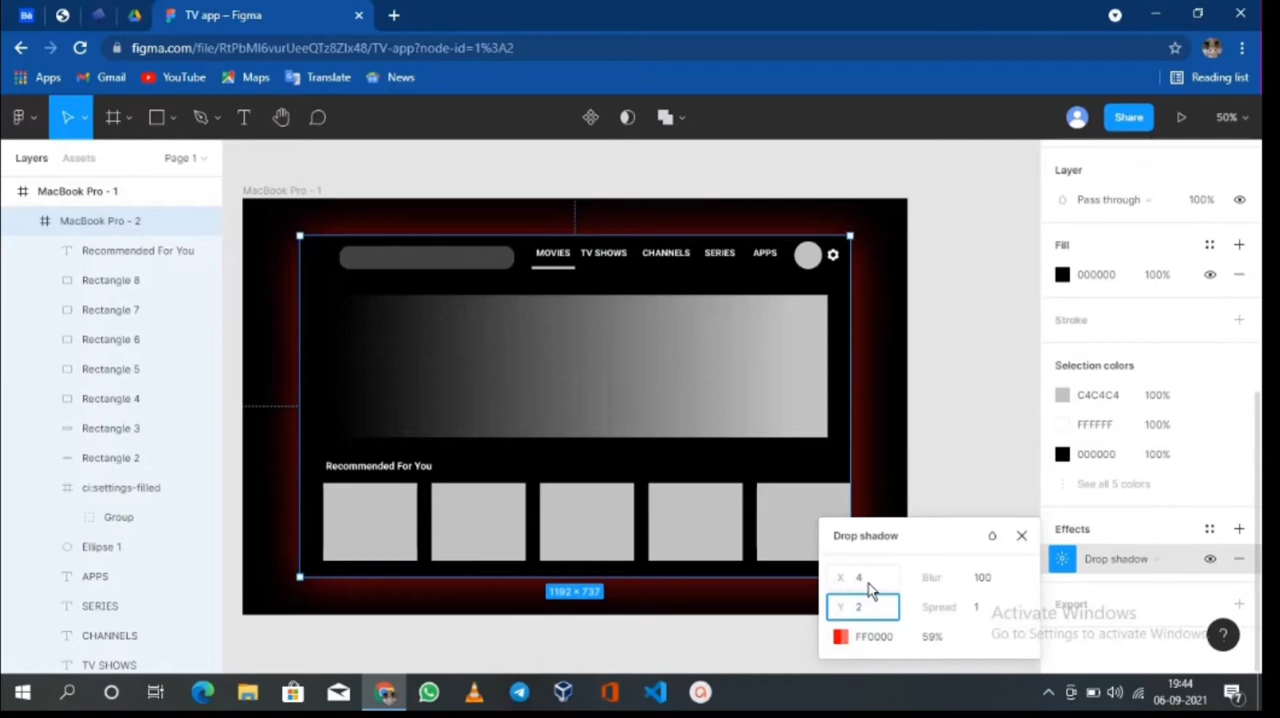 Bē
TV app – Figma
figma.com/file/RtPbMl6vurUeeQTz8ZIx48/TV-app?node-id=1%3A2
Apps
Gmail
YouTube
Maps
Translate
News
Reading list
Share
50%
Layers
Assets
Page 1
MacBook Pro - 1
MacBook Pro - 2
Recommended For You
Rectangle 8
Rectangle 7
Rectangle 6
Rectangle 5
Rectangle 4
Rectangle 3
Rectangle 2
ci:settings-filled
Group
Ellipse 1
APPS
SERIES
CHANNELS
TV SHOWS
MacBook Pro - 1
MOVIES TV SHOWS CHANNELS SERIES APPS
Recommended For You
1192 × 737
Layer
Pass through 100%
Fill
000000 100%
Stroke
Selection colors
C4C4C4 100%
FFFFFF 100%
000000 100%
See all 5 colors
Effects
Drop shadow
Export
Drop shadow
X 4 Blur 100
Y 2 Spread 1
FF0000 59%
Activate Windows
Go to Settings to activate Windows.
?
19:44
06-09-2021
7